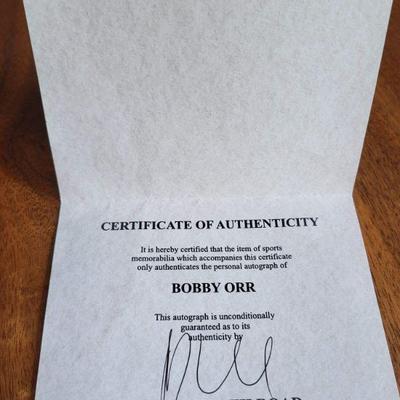 CERTIFICATE OF AUTHENTICITY
It is hereby certified that the item of sports
memorabilia which accompanies this certificate
only authenticates the personal autograph of
BOBBY ORR
This autograph is unconditionally
guaranteed as to its
authenticity by